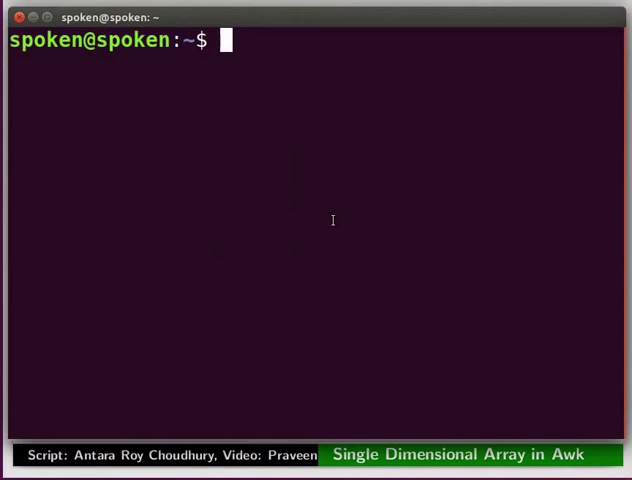 spoken@spoken: ~
spoken@spoken:~$
Script: Antara Roy Choudhury, Video: Praveen
Single Dimensional Array in Awk